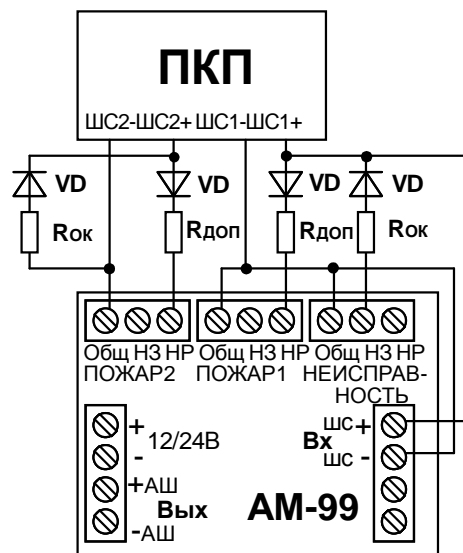 ПКП
ШС2-ШС2+ ШС1-ШС1+
VD VD VD VD
Rок Rдоп Rдоп Rок
Общ НЗ НР Общ НЗ НР Общ НЗ НР
ПОЖАР2 ПОЖАР1 НЕИСПРАВ-
НОСТЬ
+ 12/24В
-
+АШ
Вых
-АШ
Вх
шс +
шс -
АМ-99